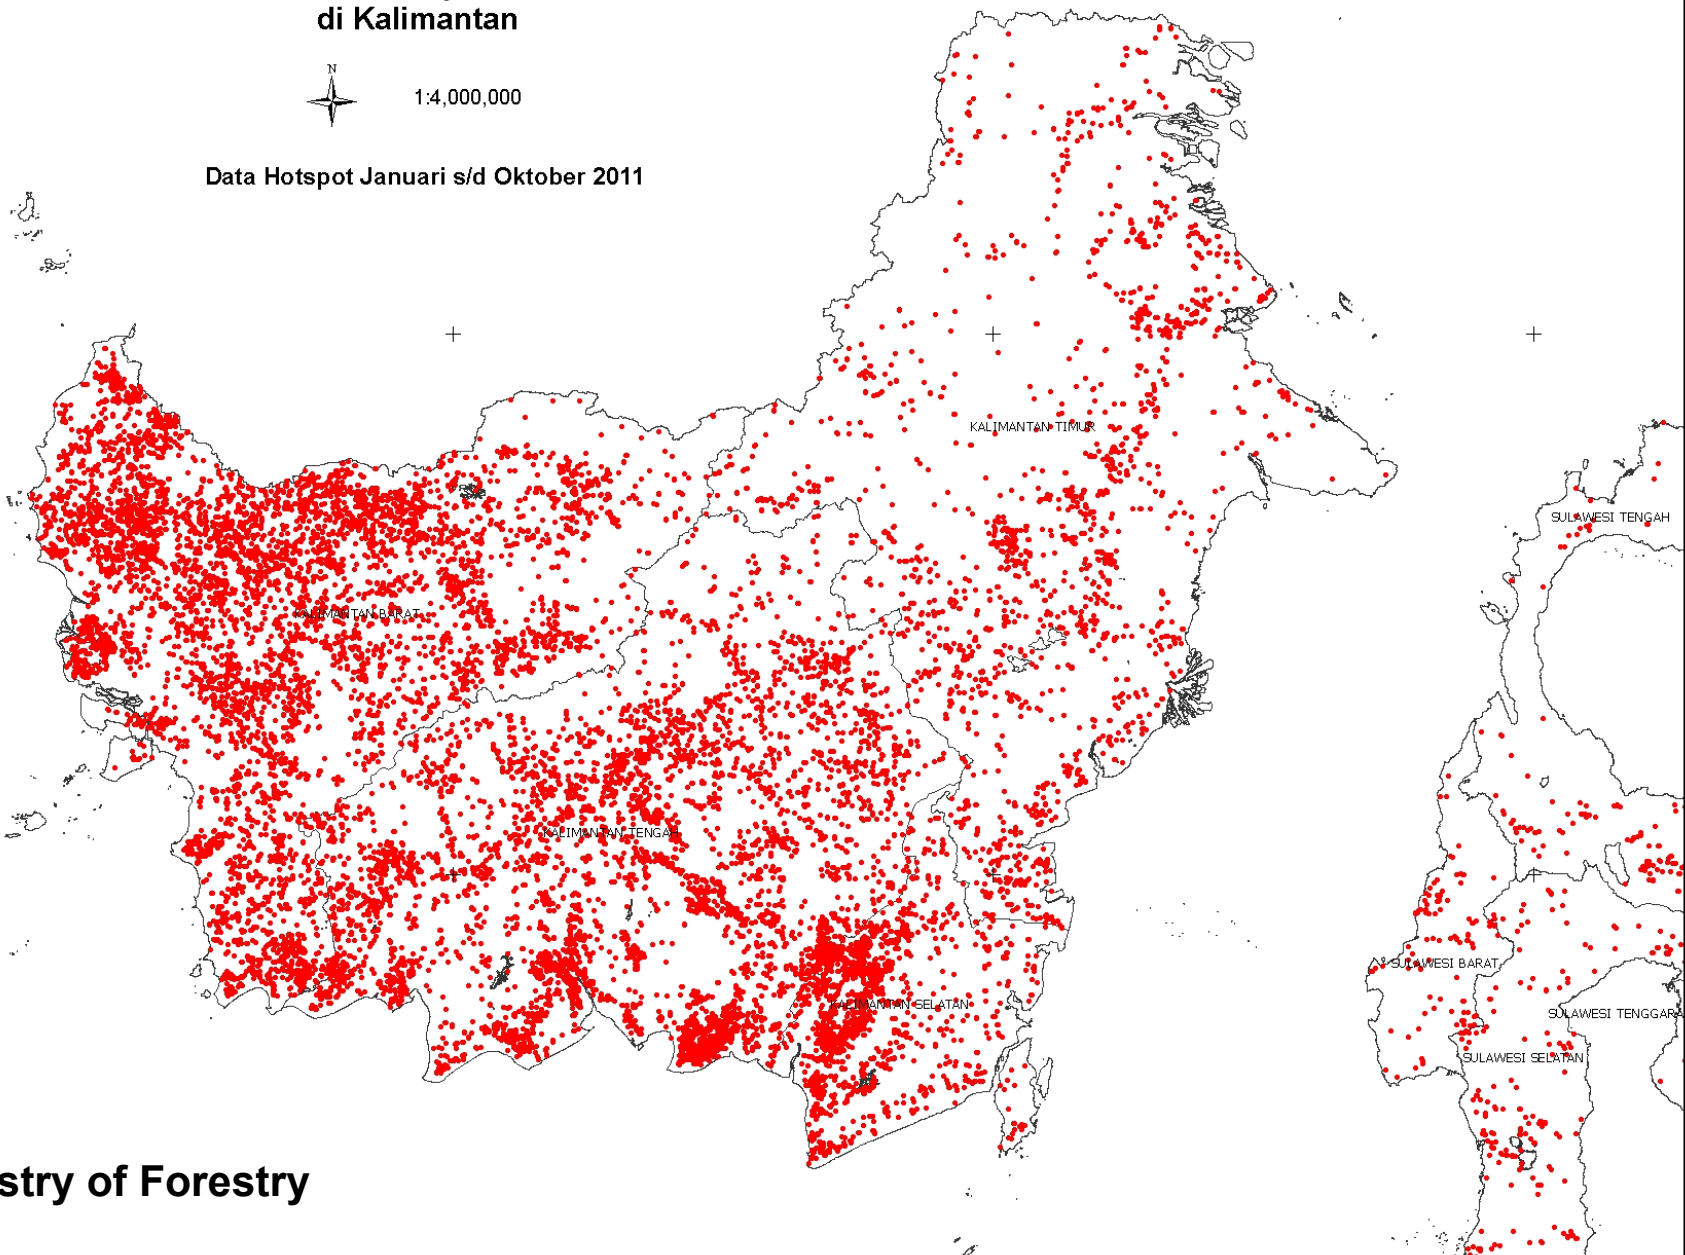 di Kalimantan
N
1:4,000,000
Data Hotspot Januari s/d Oktober 2011
KALIMANTAN TIMUR
SULAWESI TENGAH
KALIMANTAN BARAT
KALIMANTAN TENGAH
SULAWESI BARAT
KALIMANTAN SELATAN
SULAWESI TENGGARA
SULAWESI SELATAN
stry of Forestry